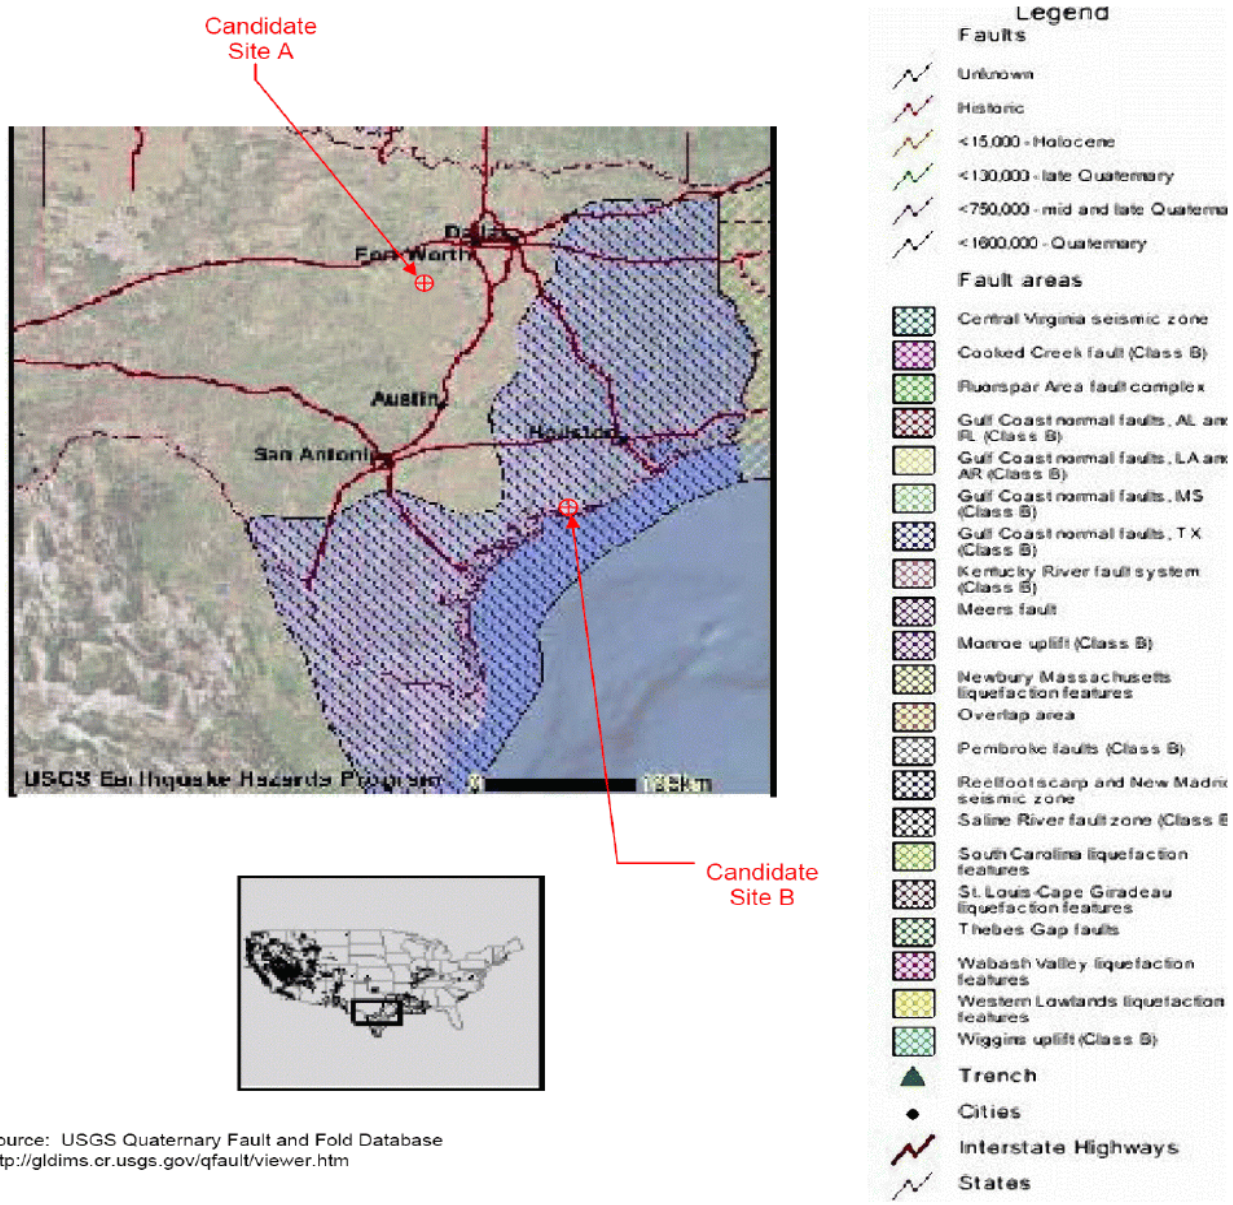 Candidate
Site A
Dallas
Fort Worth
Austin
San Antoni
Houston
USGS Earthquake Hazards Program
0
km
Candidate
Site B
ource: USGS Quaternary Fault and Fold Database
tp://gldims.cr.usgs.gov/qfault/viewer.htm
Legend
Faults
Unknown
Historic
<15,000 - Holocene
<130,000 - late Quaternary
<750,000 - mid and late Quaterna
<1600,000 - Quaternary
Fault areas
Central Virginia seismic zone
Cooked Creek fault (Class B)
Fluorspar Area fault complex
Gulf Coast normal faults, AL and
FL (Class B)
Gulf Coast normal faults, LA and
AR (Class B)
Gulf Coast normal faults, MS
(Class B)
Gulf Coast normal faults, TX
(Class B)
Kentucky River fault system
(Class B)
Meers fault
Monroe uplift (Class B)
Newbury Massachusetts
liquefaction features
Overlap area
Pembroke faults (Class B)
Reelfoot scarp and New Madrid
seismic zone
Saline River fault zone (Class B
South Carolina liquefaction
features
St. Louis-Cape Giradeau
liquefaction features
Thebes Gap faults
Wabash Valley liquefaction
features
Western Lowlands liquefaction
features
Wiggins uplift (Class B)
Trench
Cities
Interstate Highways
States